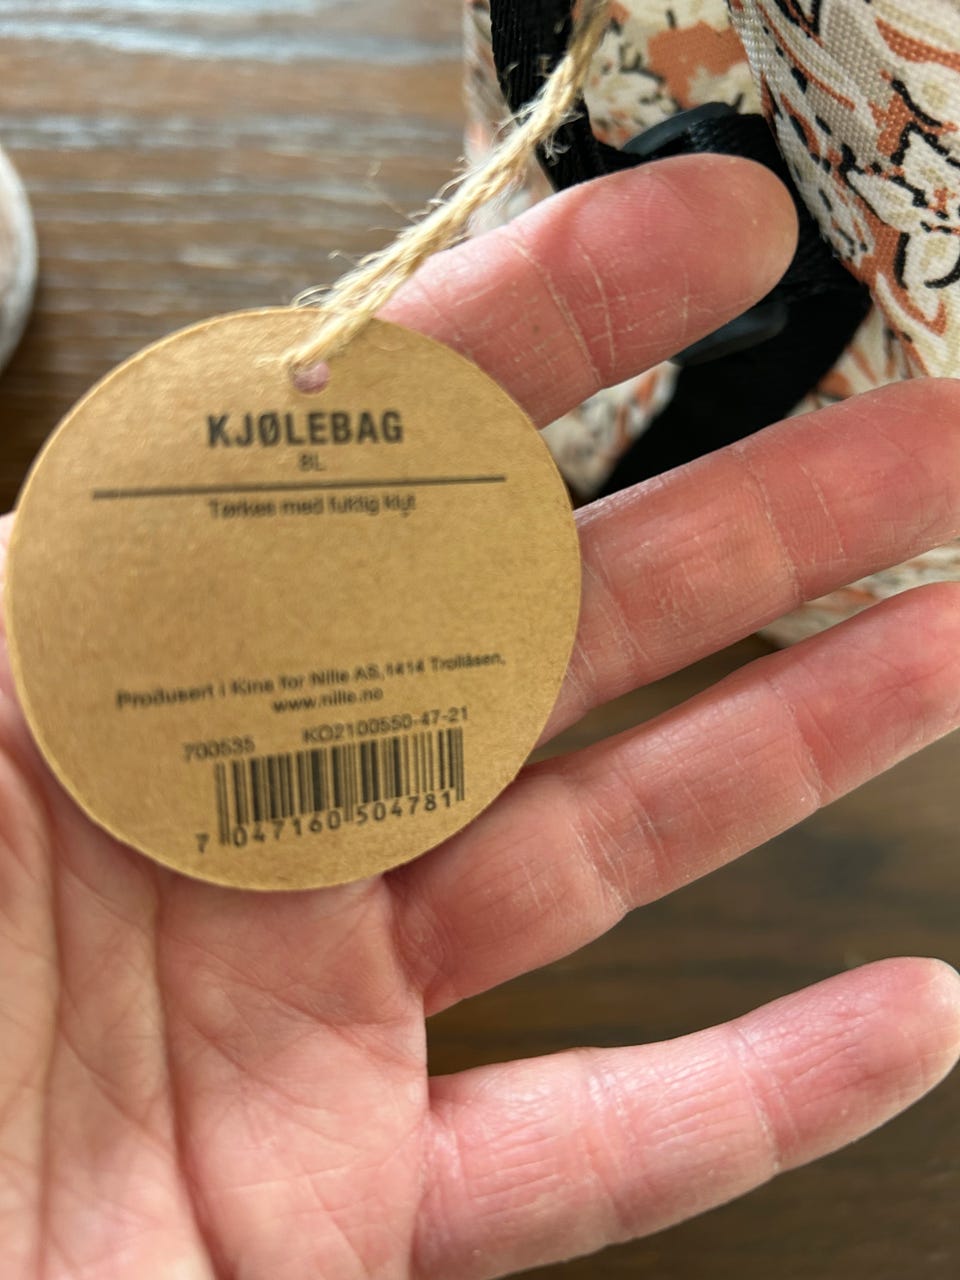 KJØLEBAG
8L
Tørkes med fuktig klut
Produsert i Kina for Nille AS,1414 Trollåsen,
www.nille.no
700535 KO2100550-47-21
7 047160 504781